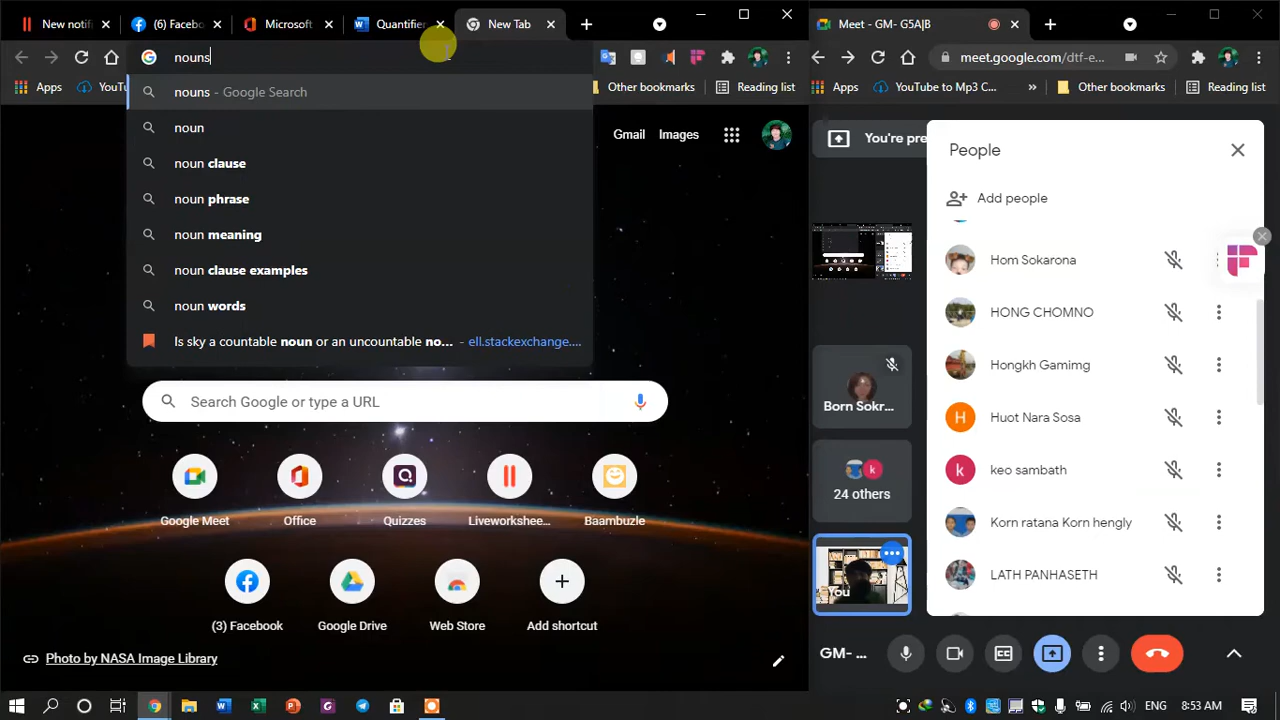 New notifi
(3) Facebo
Microsoft
Quantifier
New Tab
nouns
Apps
YouTu
Other bookmarks
Reading list
nouns - Google Search
noun
noun clause
noun phrase
noun meaning
noun clause examples
noun words
Is sky a countable noun or an uncountable no... - ell.stackexchange....
Gmail
Images
Search Google or type a URL
Google Meet
Office
Quizzes
Liveworkshee...
Baambuzle
(3) Facebook
Google Drive
Web Store
Add shortcut
Photo by NASA Image Library
Meet - GM- G5A|B
meet.google.com/dtf-e...
Apps
YouTube to Mp3 C...
Other bookmarks
Reading list
You're pre
People
Add people
Hom Sokarona
HONG CHOMNO
Hongkh Gamimg
Huot Nara Sosa
keo sambath
Korn ratana Korn hengly
LATH PANHASETH
Born Sokr...
24 others
You
GM- ...
ENG
8:53 AM